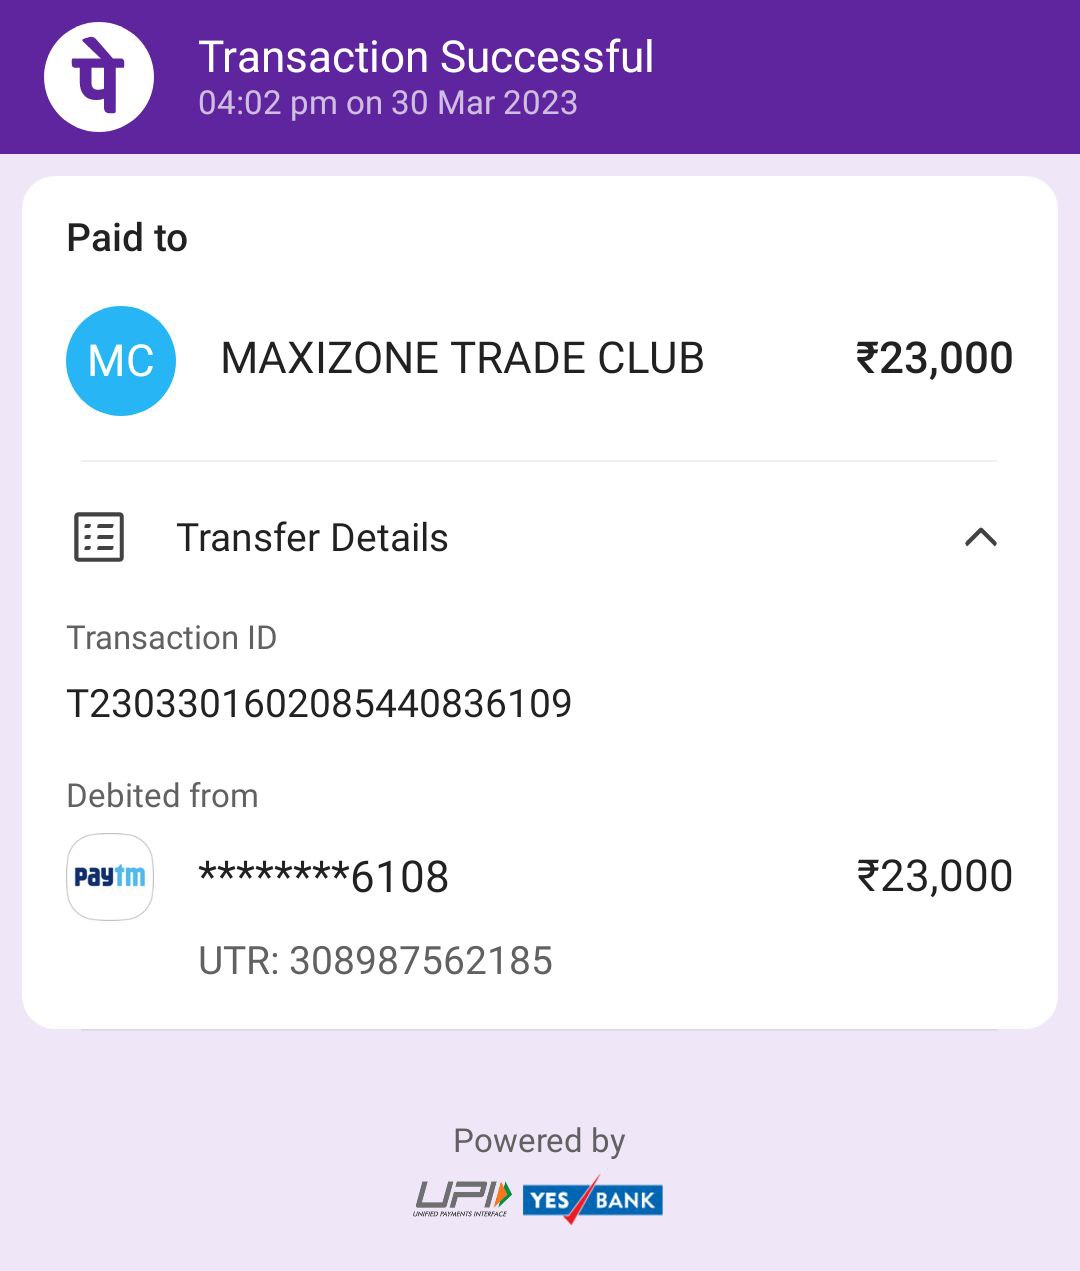 पे
Transaction Successful
04:02 pm on 30 Mar 2023
Paid to
MC MAXIZONE TRADE CLUB ₹23,000
Transfer Details
Transaction ID
T2303301602085440836109
Debited from
paytm ********6108 ₹23,000
UTR: 308987562185
Powered by
UPI YES BANK
UNIFIED PAYMENTS INTERFACE